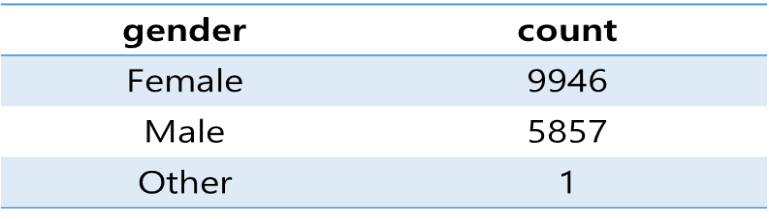 gender count
Female 9946
Male 5857
Other 1